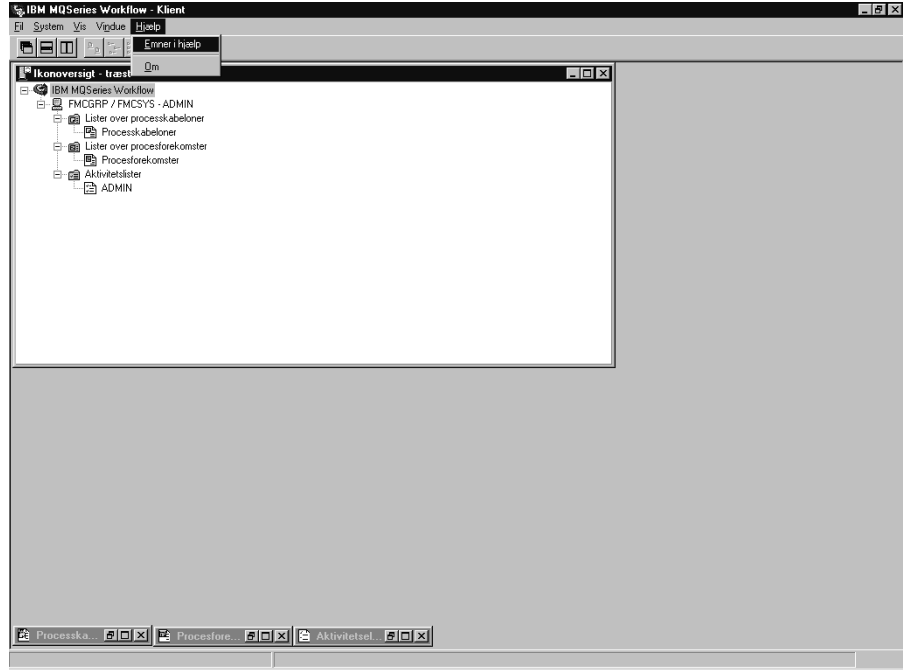 IBM MQSeries Workflow - Klient
Fil System Vis Vindue Hjælp
Emner i hjælp
Om
Ikonoversigt - træst
IBM MQSeries Workflow
FMCGRP / FMCSYS - ADMIN
Lister over processkabeloner
Processkabeloner
Lister over procesforekomster
Procesforekomster
Aktivitetslister
ADMIN
Processka... Procesfore... Aktivitetsel...